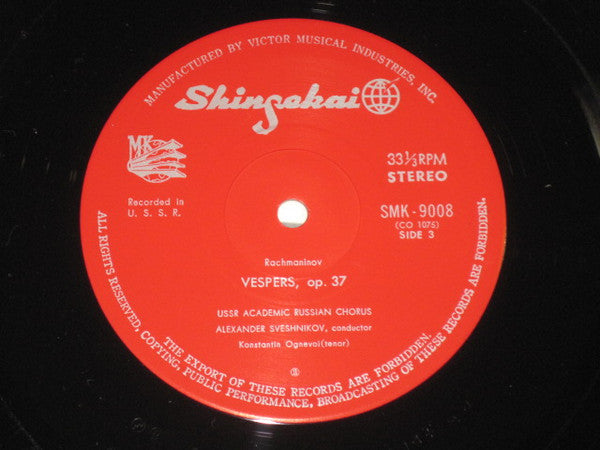 MANUFACTURED BY VICTOR MUSICAL INDUSTRIES, INC.
Shinsekai
MK
Recorded in
U. S. S. R.
33⅓RPM
STEREO
SMK-9008
(CO 1075)
SIDE 3
Rachmaninov
VESPERS, op. 37
USSR ACADEMIC RUSSIAN CHORUS
ALEXANDER SVESHNIKOV, conductor
Konstantin Ognevoi(tenor)
ALL RIGHTS RESERVED, THE EXPORT OF THESE RECORDS ARE FORBIDDEN.
COPYING, PUBLIC PERFORMANCE, BROADCASTING OF THESE RECORDS ARE FORBIDDEN.